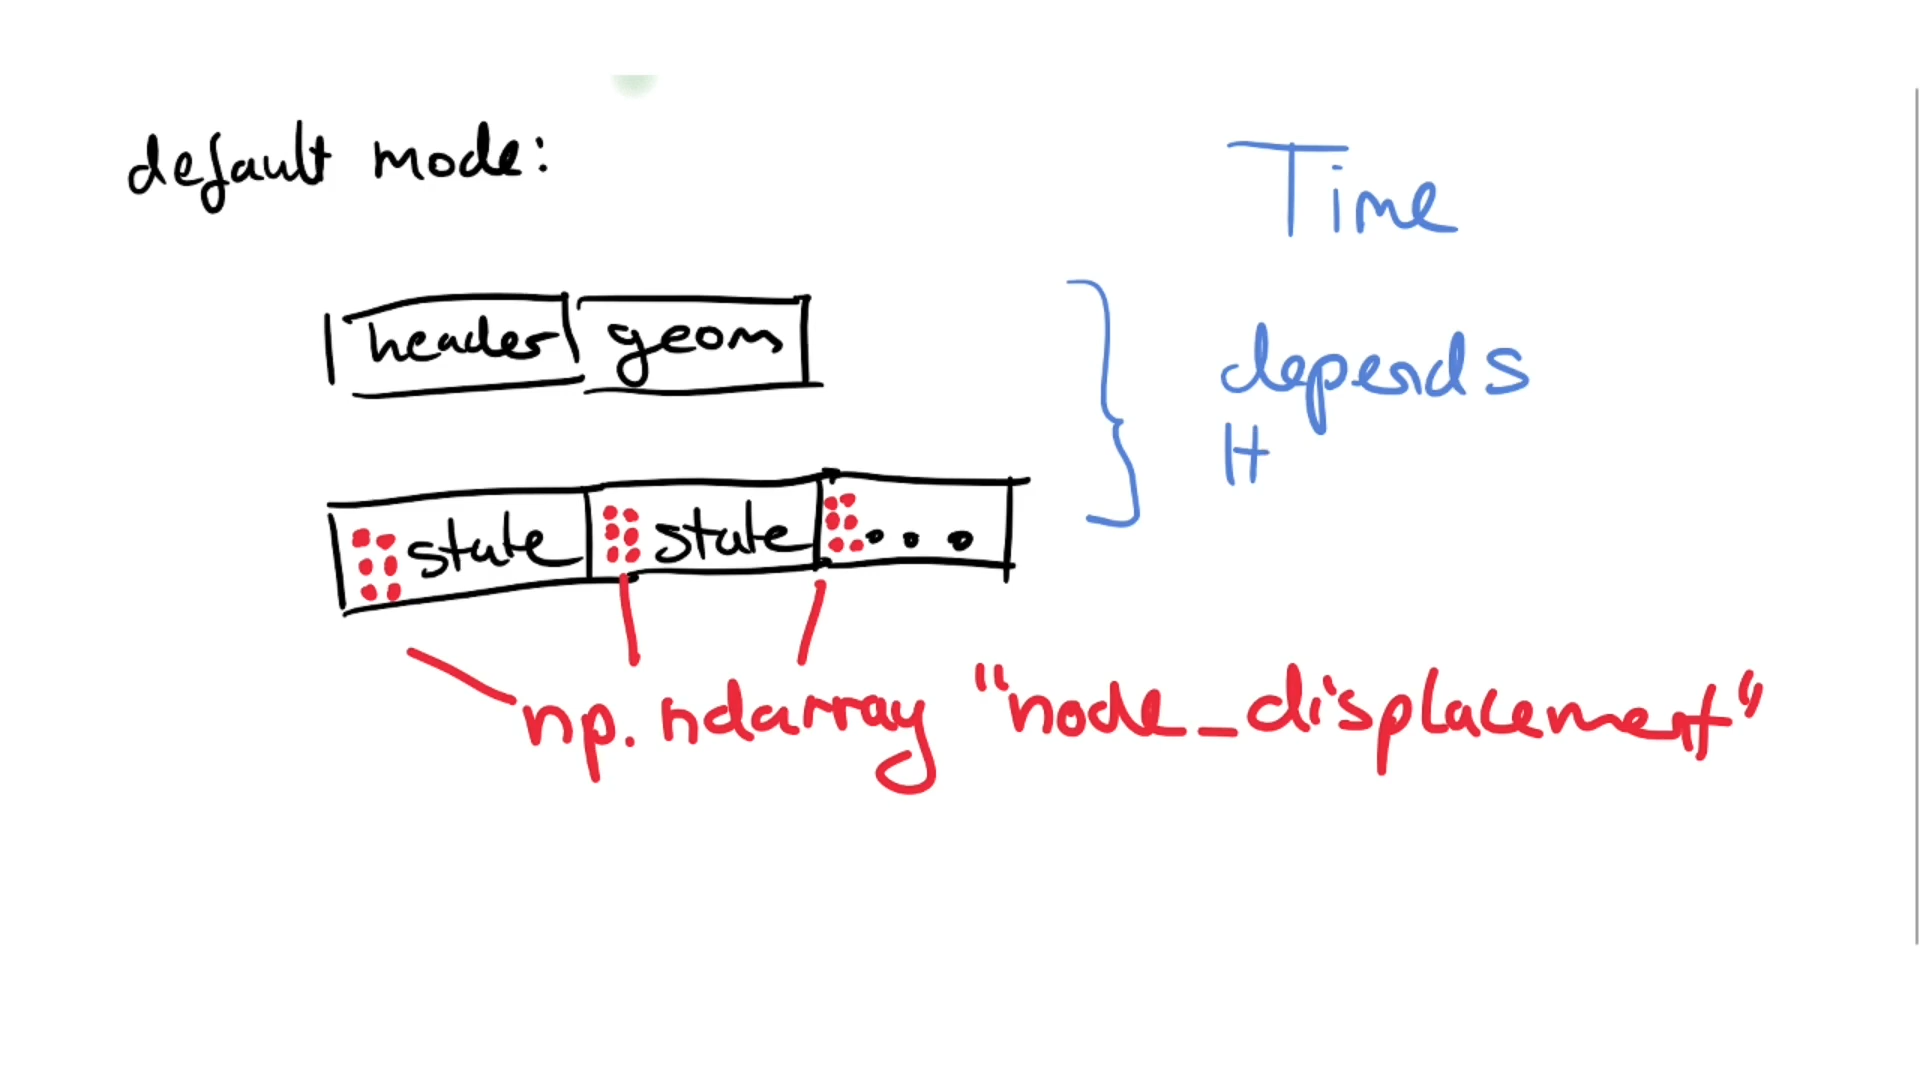 default mode:
Time
header geom
depends
H
state state ...
np.ndarray "node_displacement"